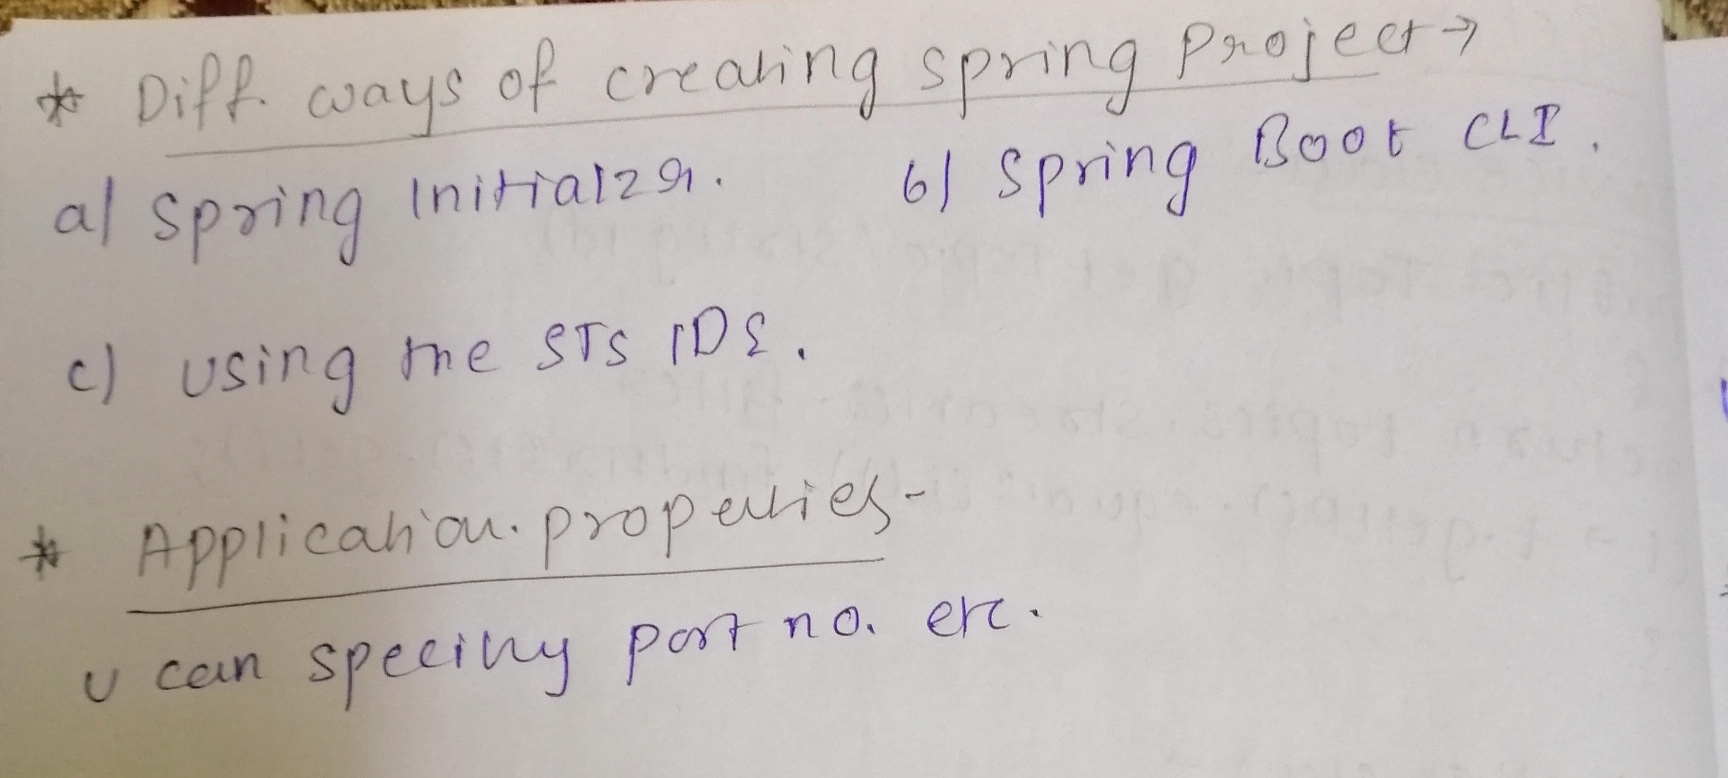 * Diff. ways of creating spring Project →
a) Spring Initialzr. b) Spring Boot CLI.
c) Using the STS IDE.
* Application.properties-
u can specify port no. etc.